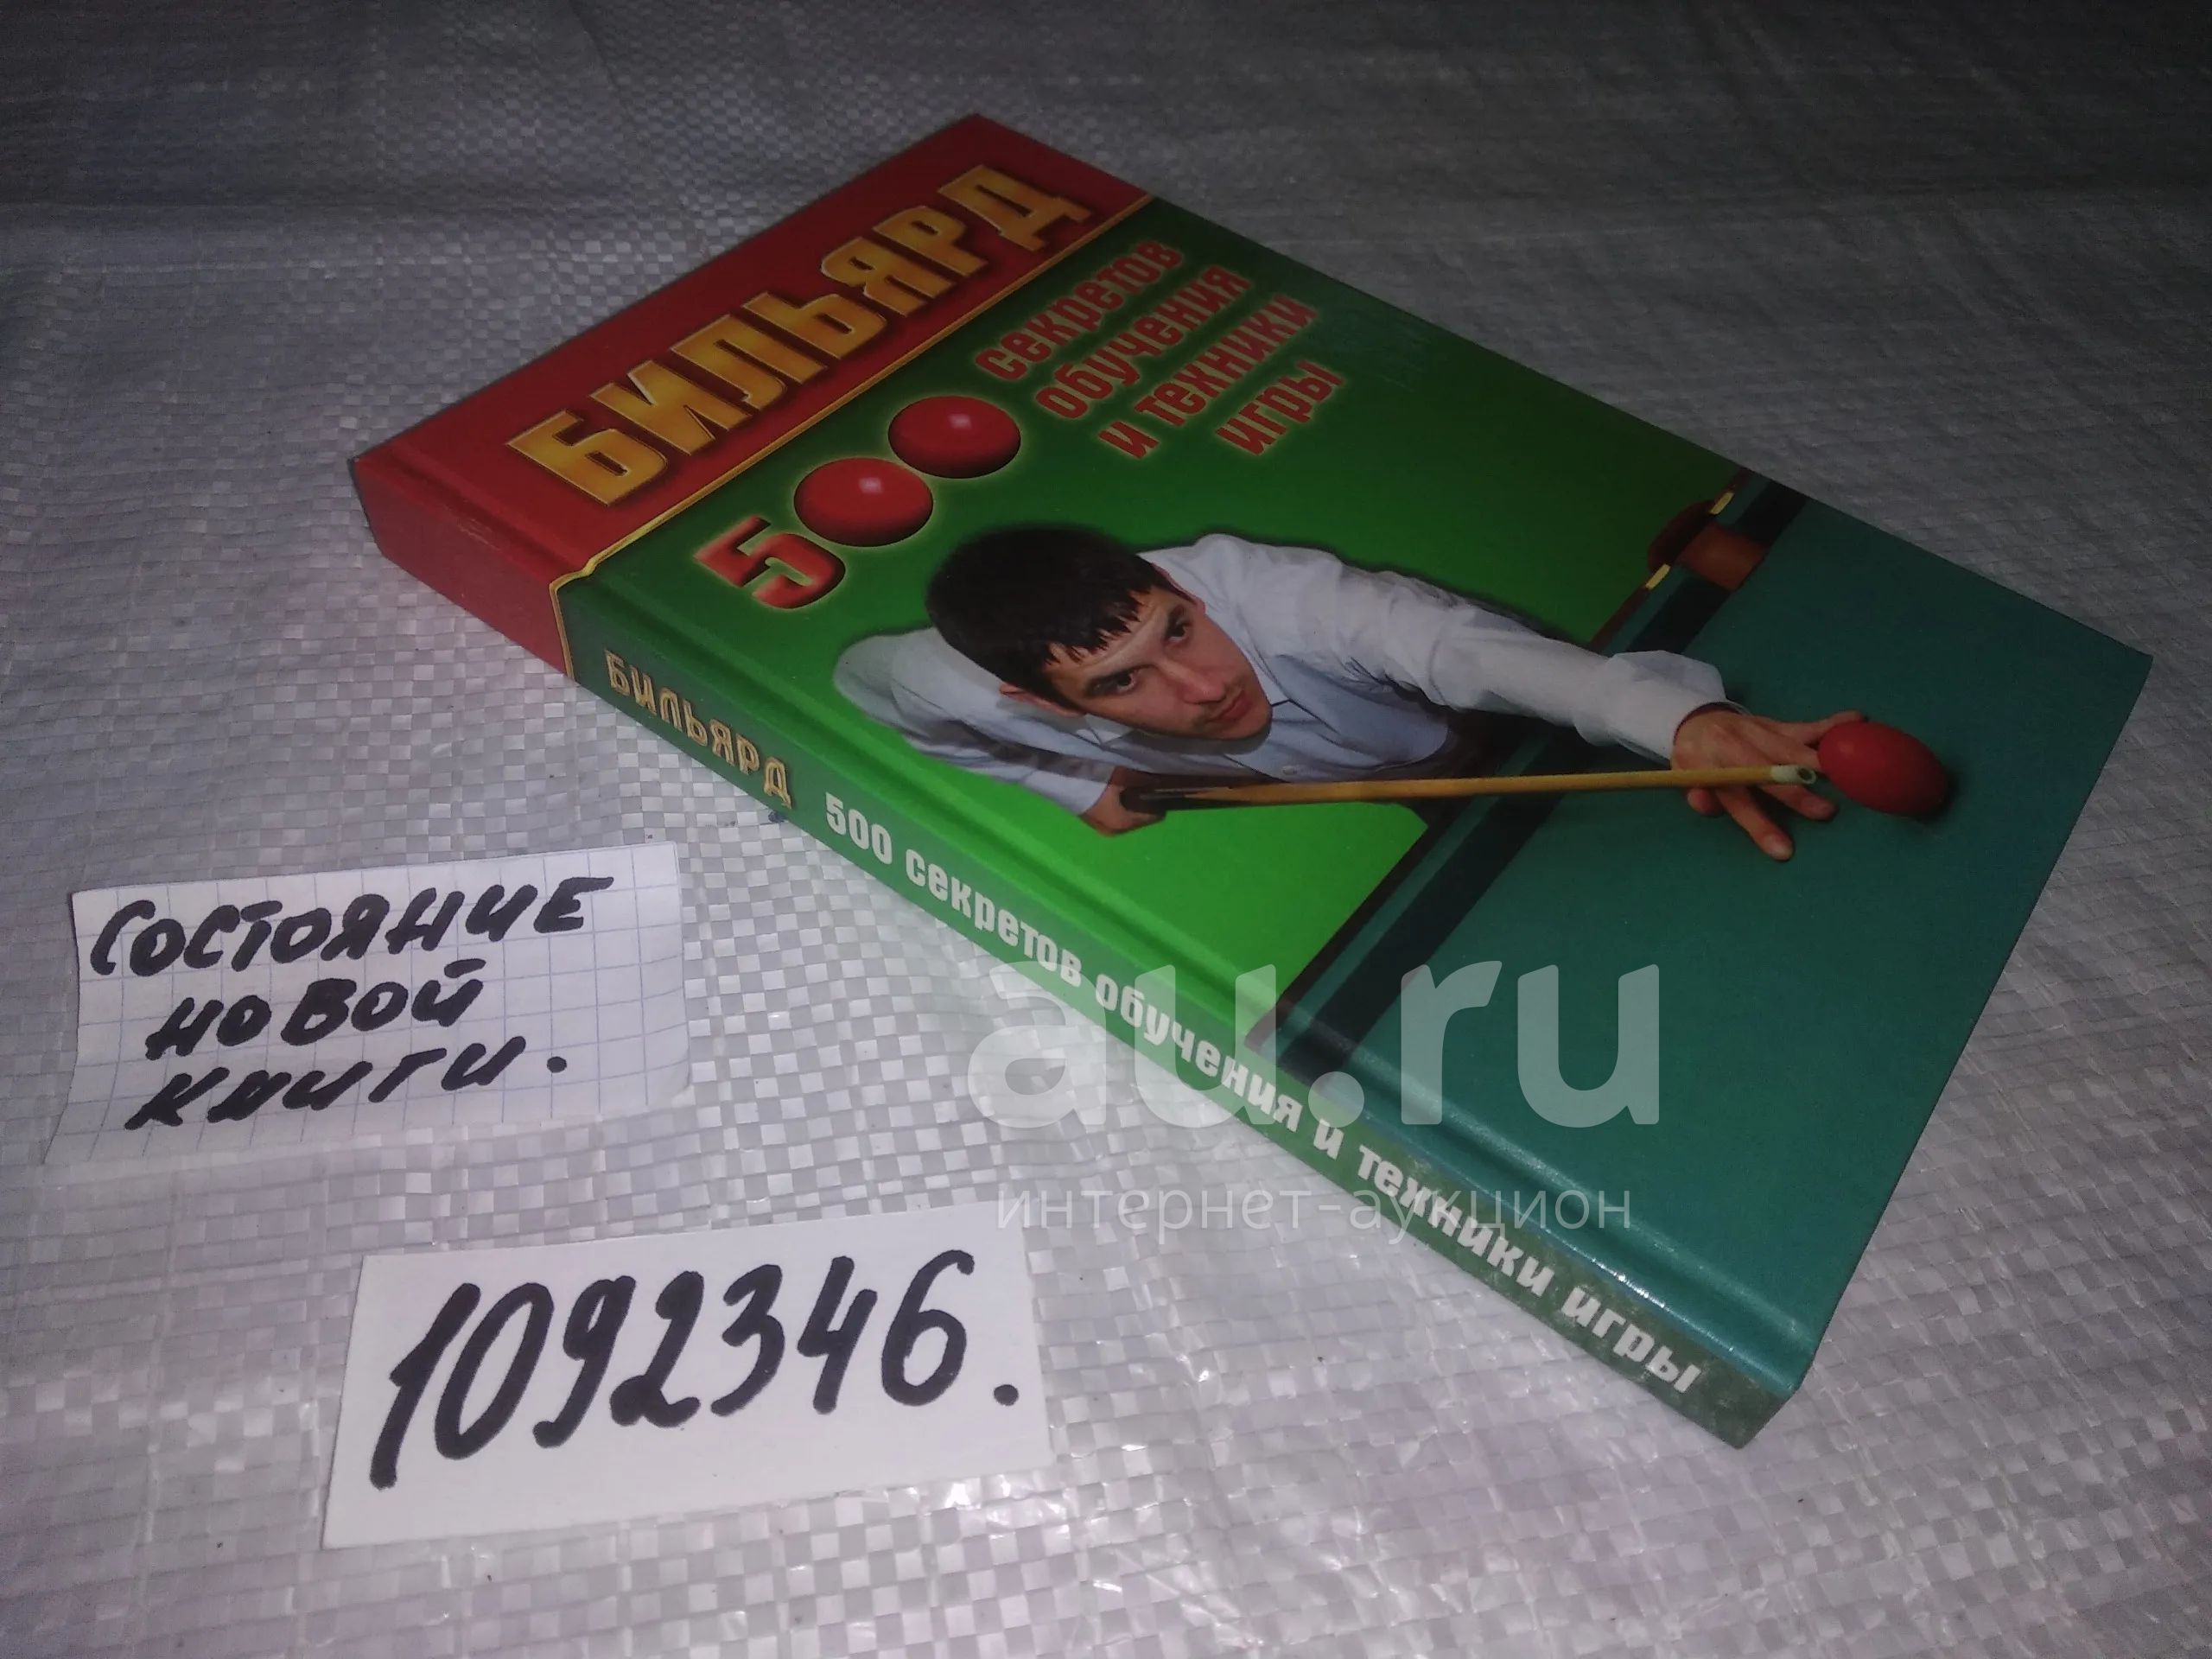 БИЛЬЯРД
500
секретов
обучения
и техники
игры
БИЛЬЯРД 500 секретов обучения и техники игры
СОСТОЯНИЕ
НОВОЙ
КНИГИ.
1092346.
au.ru
интернет-аукцион